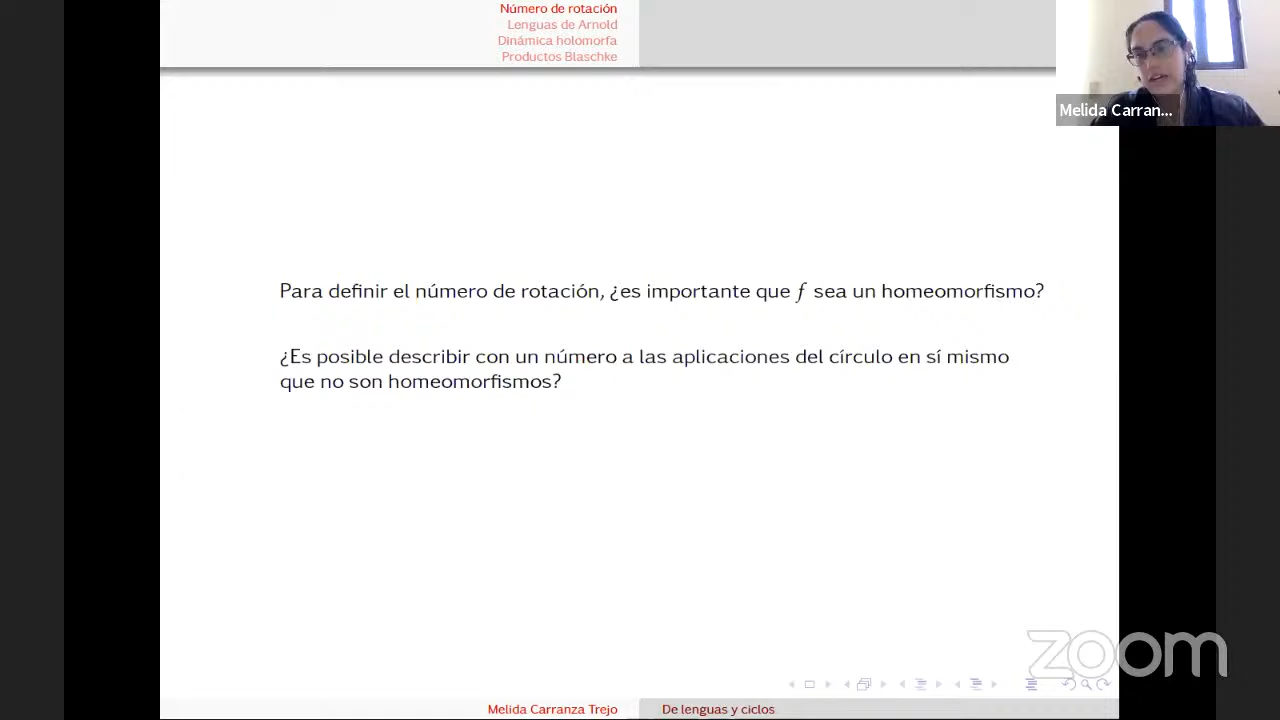 Número de rotación
Lenguas de Arnold
Dinámica holomorfa
Productos Blaschke
Melida Carran...
Para definir el número de rotación, ¿es importante que f sea un homeomorfismo?
¿Es posible describir con un número a las aplicaciones del círculo en sí mismo
que no son homeomorfismos?
zoom
Melida Carranza Trejo
De lenguas y ciclos